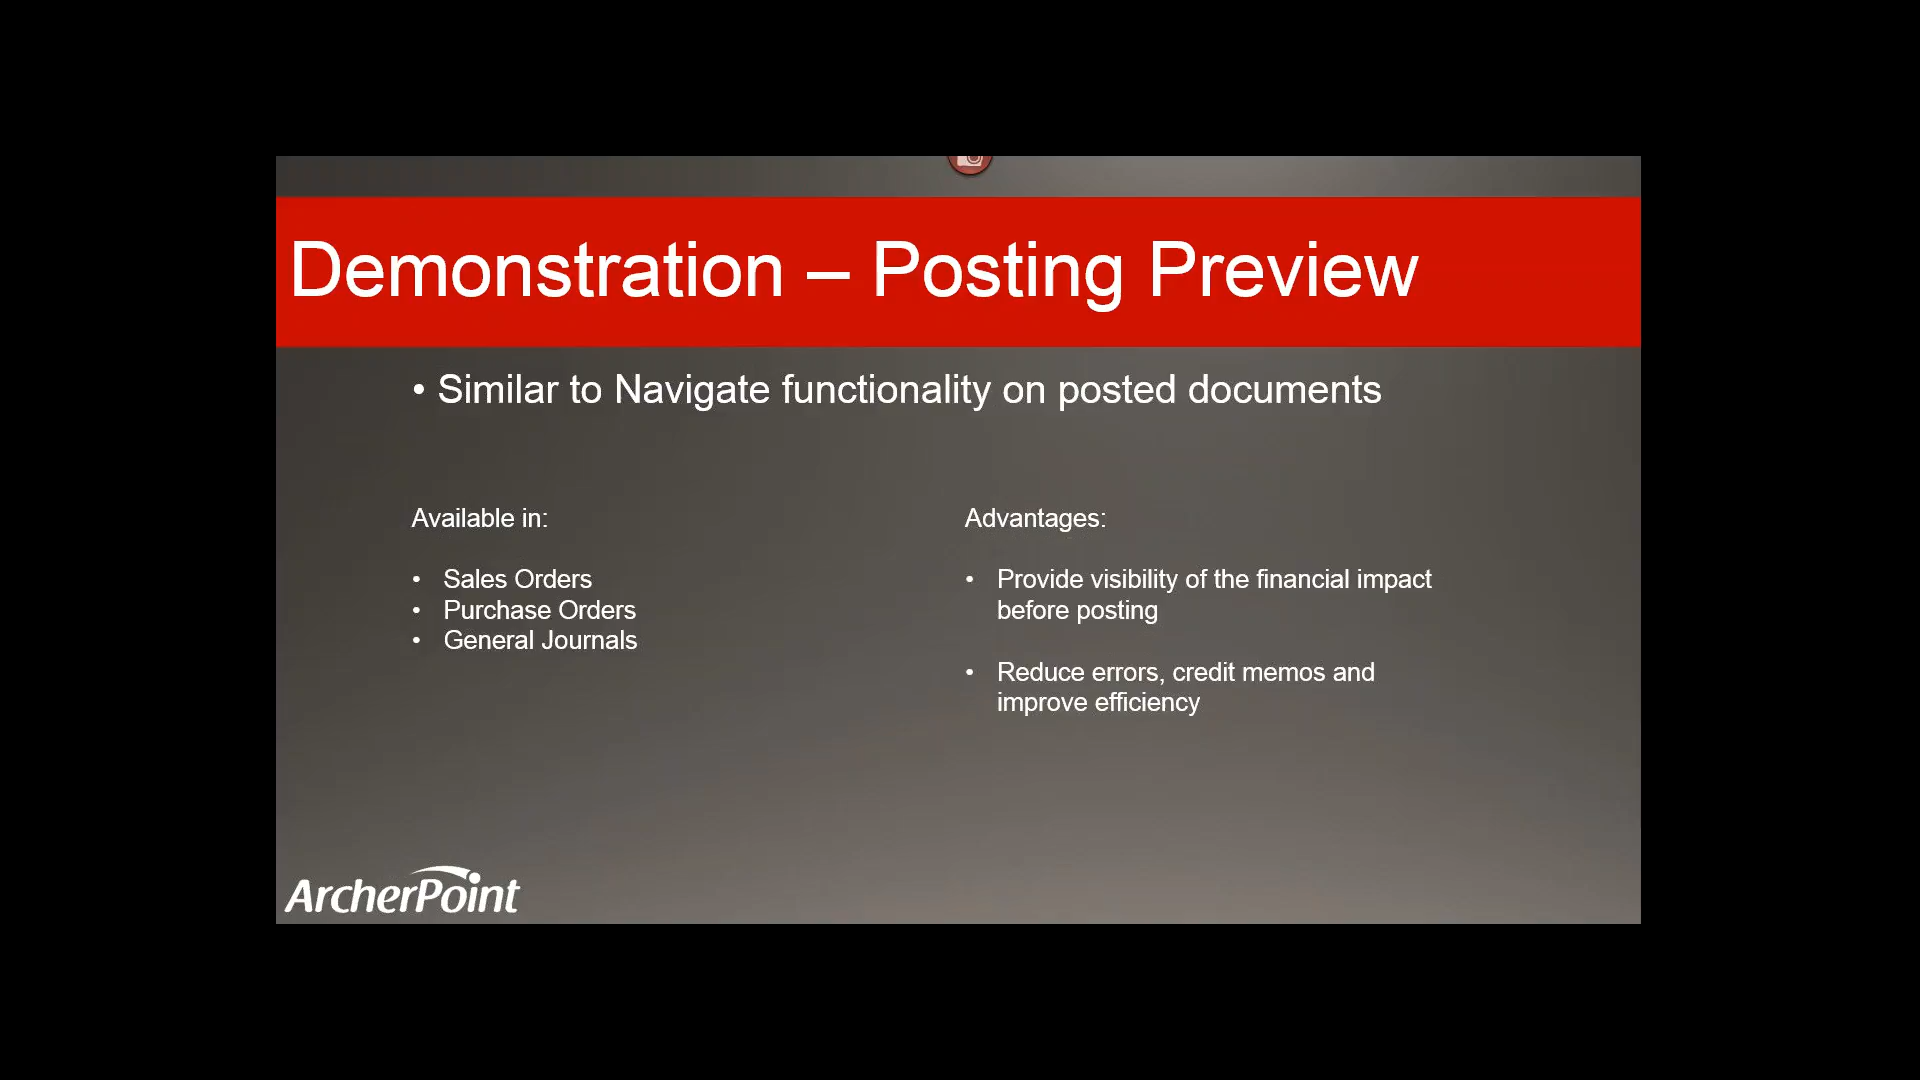 Demonstration – Posting Preview
• Similar to Navigate functionality on posted documents
Available in:
• Sales Orders
• Purchase Orders
• General Journals
Advantages:
• Provide visibility of the financial impact
before posting
• Reduce errors, credit memos and
improve efficiency
ArcherPoint